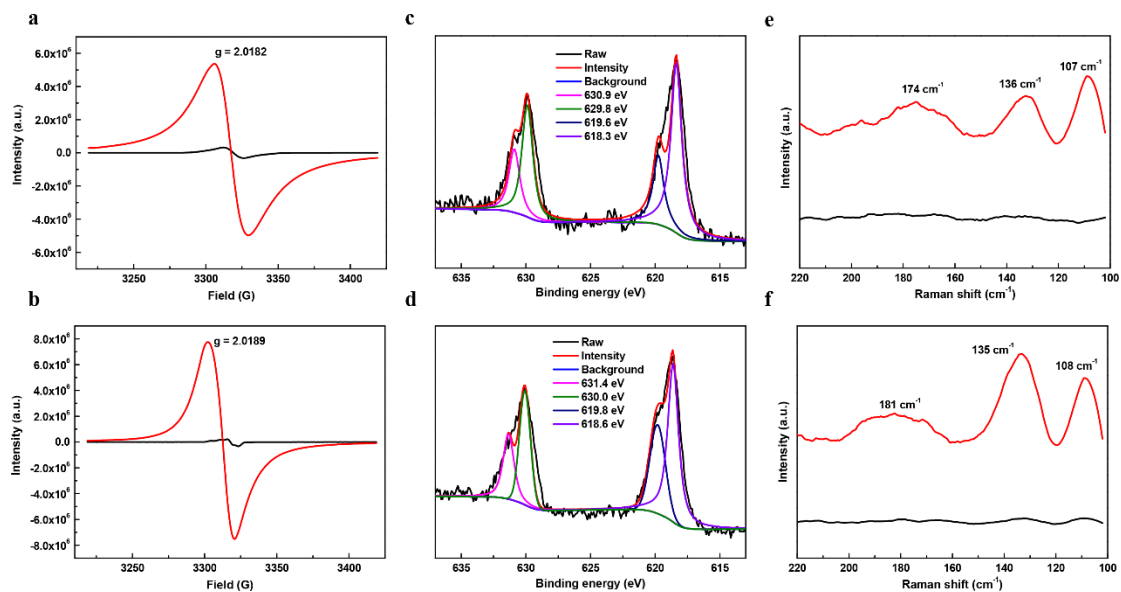 a
g = 2.0182
Intensity (a.u.)
6.0x10⁶
4.0x10⁶
2.0x10⁶
0.0
-2.0x10⁶
-4.0x10⁶
-6.0x10⁶
3250
3300
3350
3400
Field (G)
c
Raw
Intensity
Background
630.9 eV
629.8 eV
619.6 eV
618.3 eV
Intensity (a.u.)
635
630
625
620
615
Binding energy (eV)
e
174 cm⁻¹
136 cm⁻¹
107 cm⁻¹
Intensity (a.u.)
220
200
180
160
140
120
100
Raman shift (cm⁻¹)
b
g = 2.0189
Intensity (a.u.)
8.0x10⁶
6.0x10⁶
4.0x10⁶
2.0x10⁶
0.0
-2.0x10⁶
-4.0x10⁶
-6.0x10⁶
-8.0x10⁶
3250
3300
3350
3400
Field (G)
d
Raw
Intensity
Background
631.4 eV
630.0 eV
619.8 eV
618.6 eV
Intensity (a.u.)
635
630
625
620
615
Binding energy (eV)
f
181 cm⁻¹
135 cm⁻¹
108 cm⁻¹
Intensity (a.u.)
220
200
180
160
140
120
100
Raman shift (cm⁻¹)